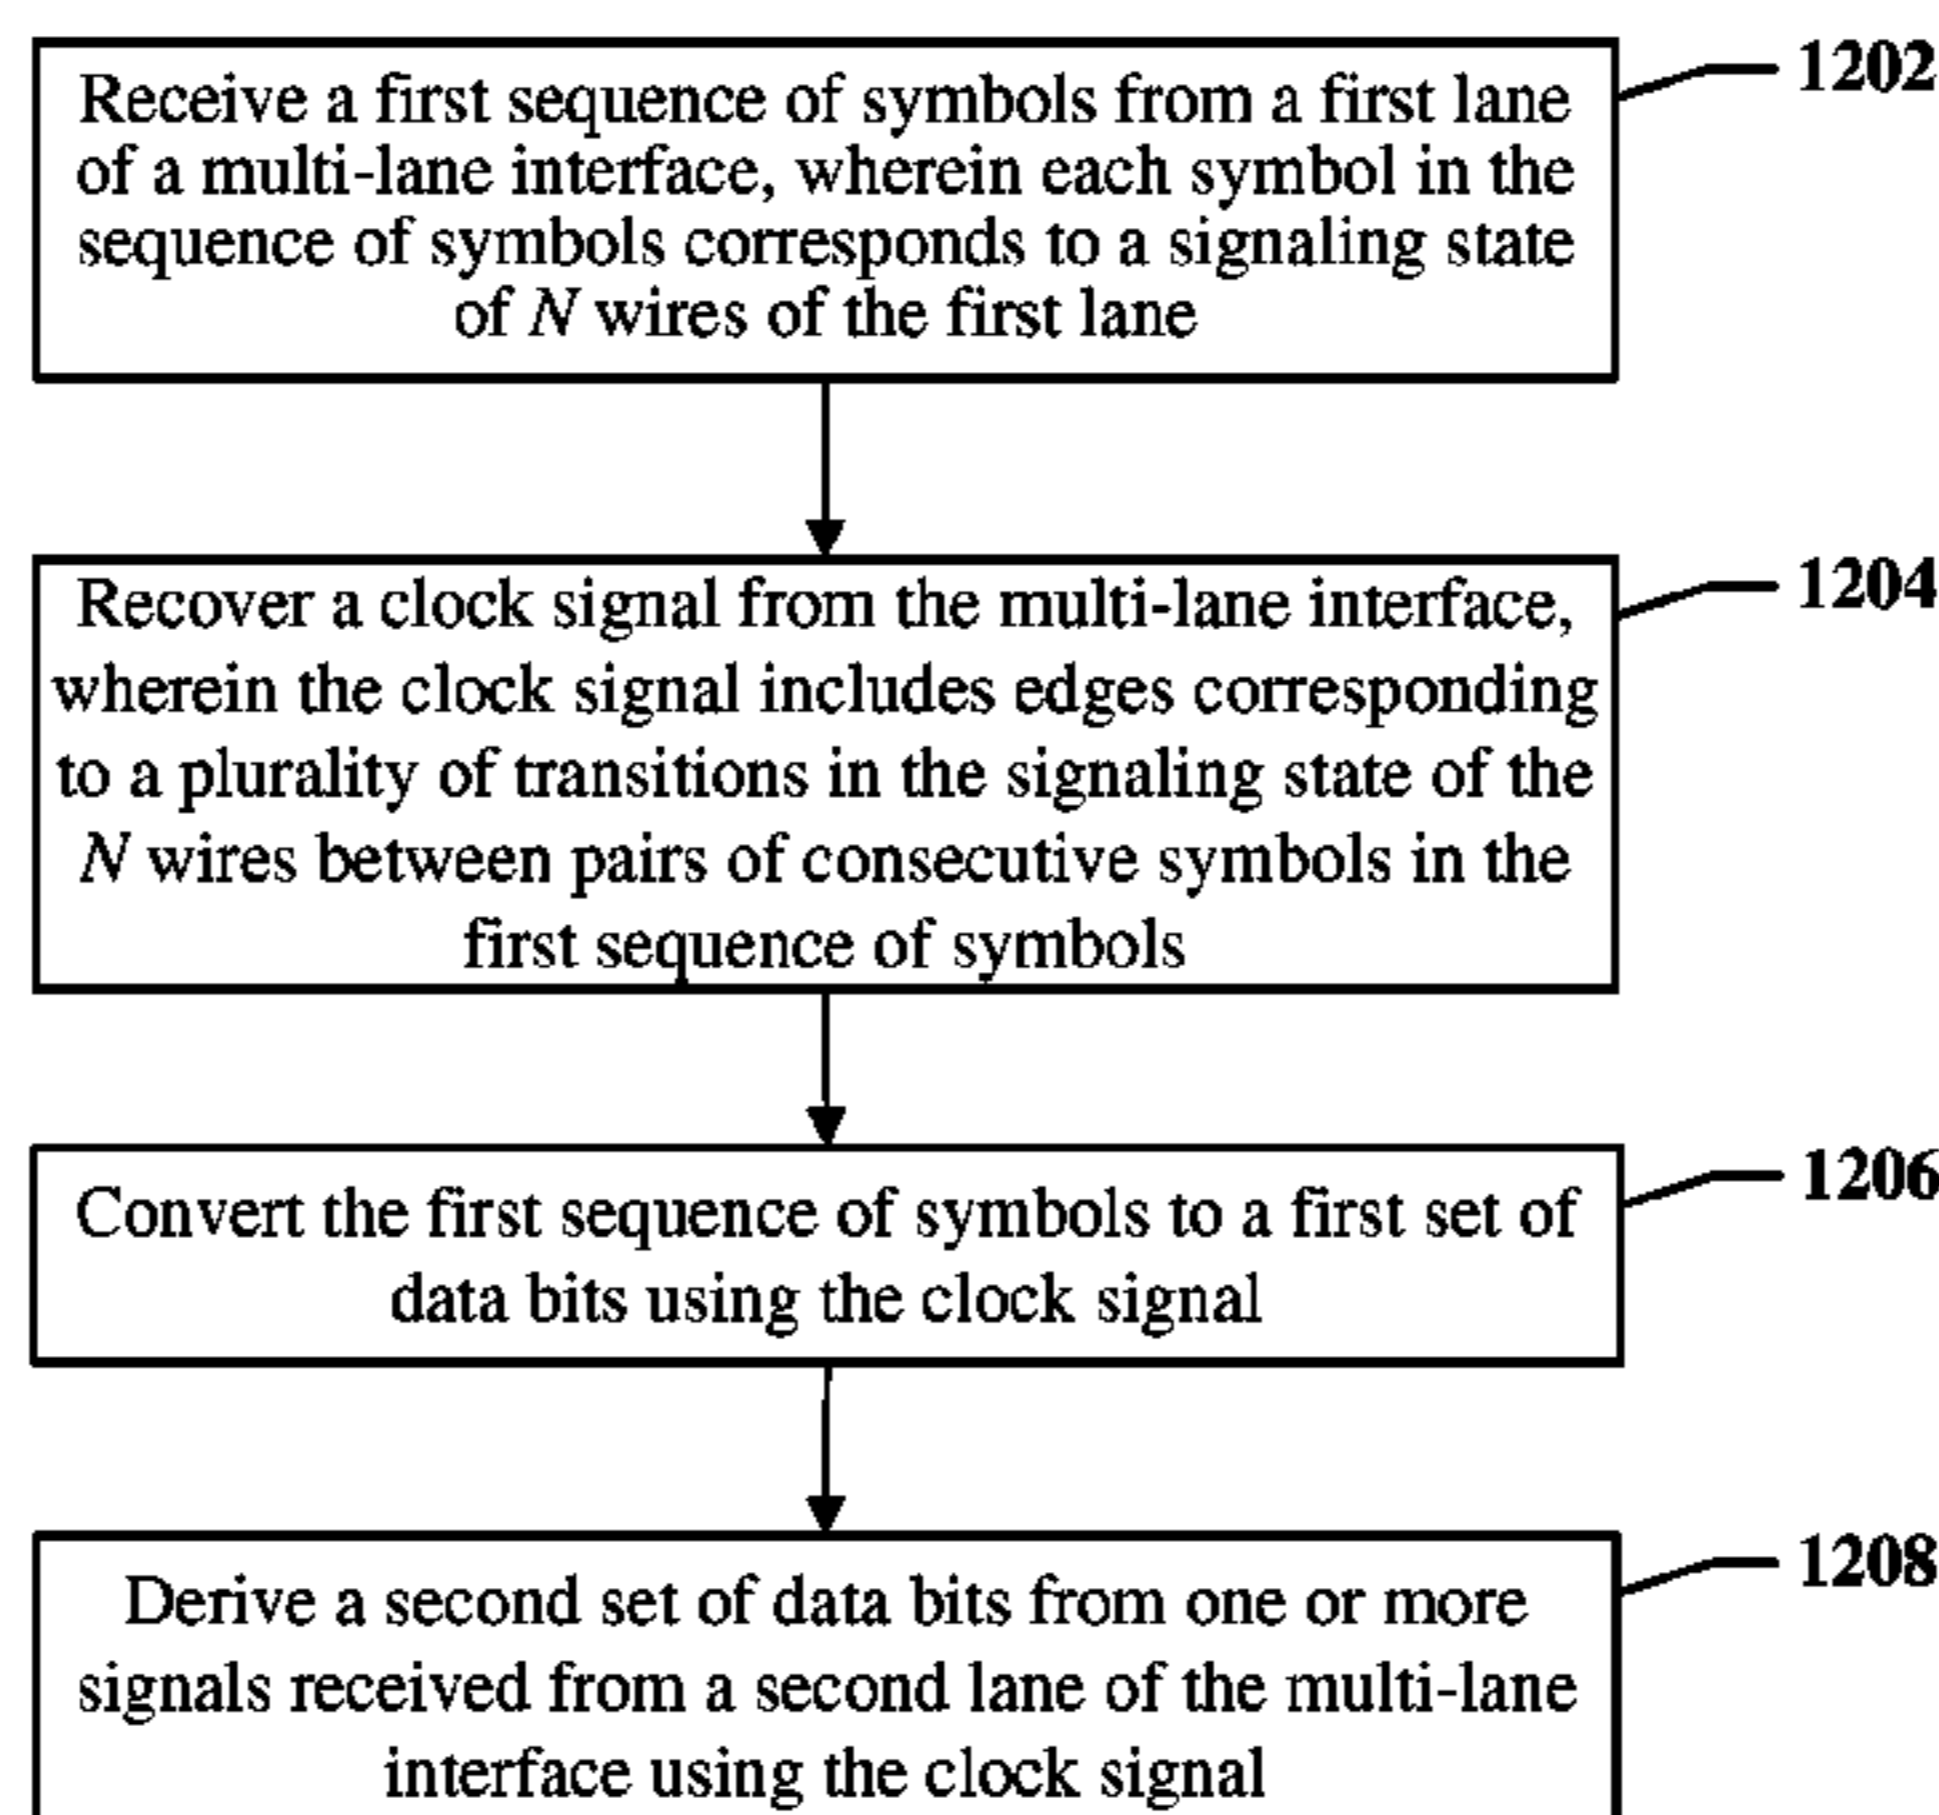 1202
Receive a first sequence of symbols from a first lane
of a multi-lane interface, wherein each symbol in the
sequence of symbols corresponds to a signaling state
of N wires of the first lane
1204
Recover a clock signal from the multi-lane interface,
wherein the clock signal includes edges corresponding
to a plurality of transitions in the signaling state of the
N wires between pairs of consecutive symbols in the
first sequence of symbols
1206
Convert the first sequence of symbols to a first set of
data bits using the clock signal
1208
Derive a second set of data bits from one or more
signals received from a second lane of the multi-lane
interface using the clock signal